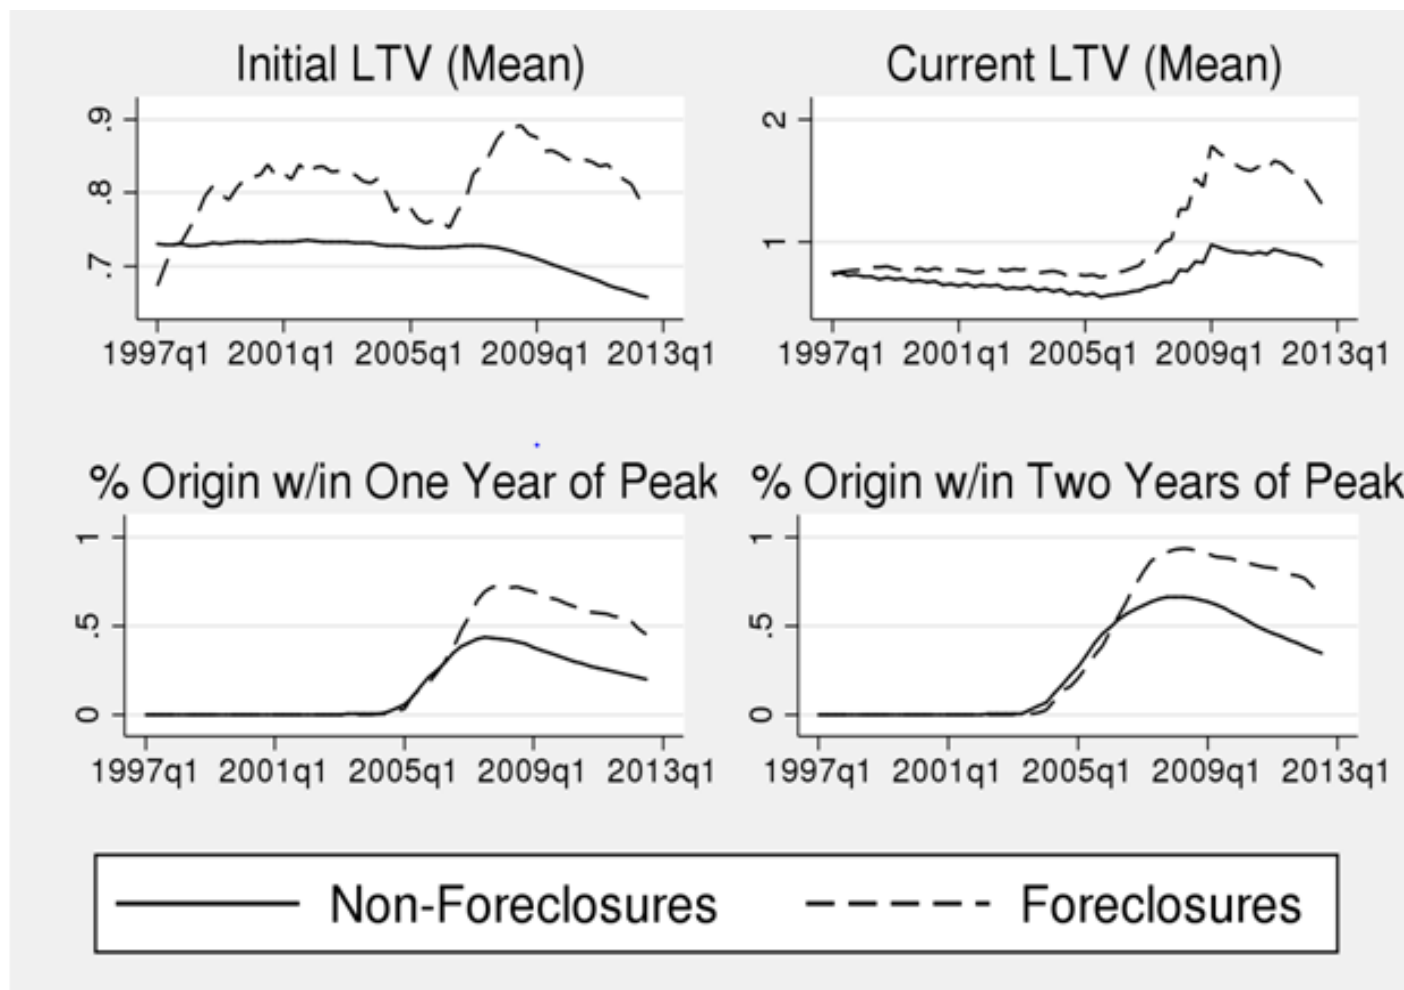 Initial LTV (Mean)
.9
.8
.7
1997q1 2001q1 2005q1 2009q1 2013q1
Current LTV (Mean)
2
1
1997q1 2001q1 2005q1 2009q1 2013q1
% Origin w/in One Year of Peak
1
.5
0
1997q1 2001q1 2005q1 2009q1 2013q1
% Origin w/in Two Years of Peak
1
.5
0
1997q1 2001q1 2005q1 2009q1 2013q1
Non-Foreclosures Foreclosures